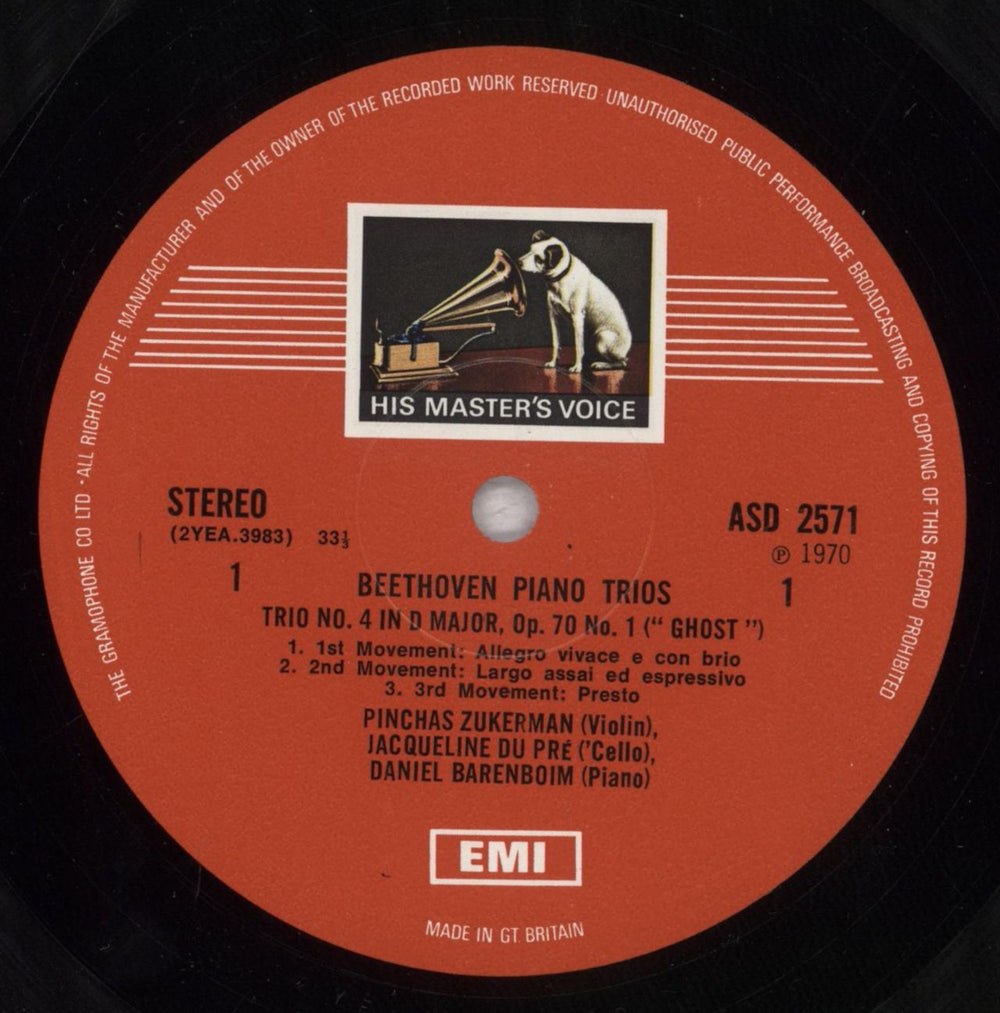 THE GRAMOPHONE CO LTD · ALL RIGHTS OF THE MANUFACTURER AND OF THE OWNER OF THE RECORDED WORK RESERVED · UNAUTHORISED PUBLIC PERFORMANCE BROADCASTING AND COPYING OF THIS RECORD PROHIBITED
HIS MASTER'S VOICE
STEREO
(2YEA.3983) 33⅓
1
ASD 2571
℗ 1970
1
BEETHOVEN PIANO TRIOS
TRIO NO. 4 IN D MAJOR, Op. 70 No. 1 (“ GHOST ”)
1. 1st Movement: Allegro vivace e con brio
2. 2nd Movement: Largo assai ed espressivo
3. 3rd Movement: Presto
PINCHAS ZUKERMAN (Violin),
JACQUELINE DU PRÉ ('Cello),
DANIEL BARENBOIM (Piano)
EMI
MADE IN GT BRITAIN